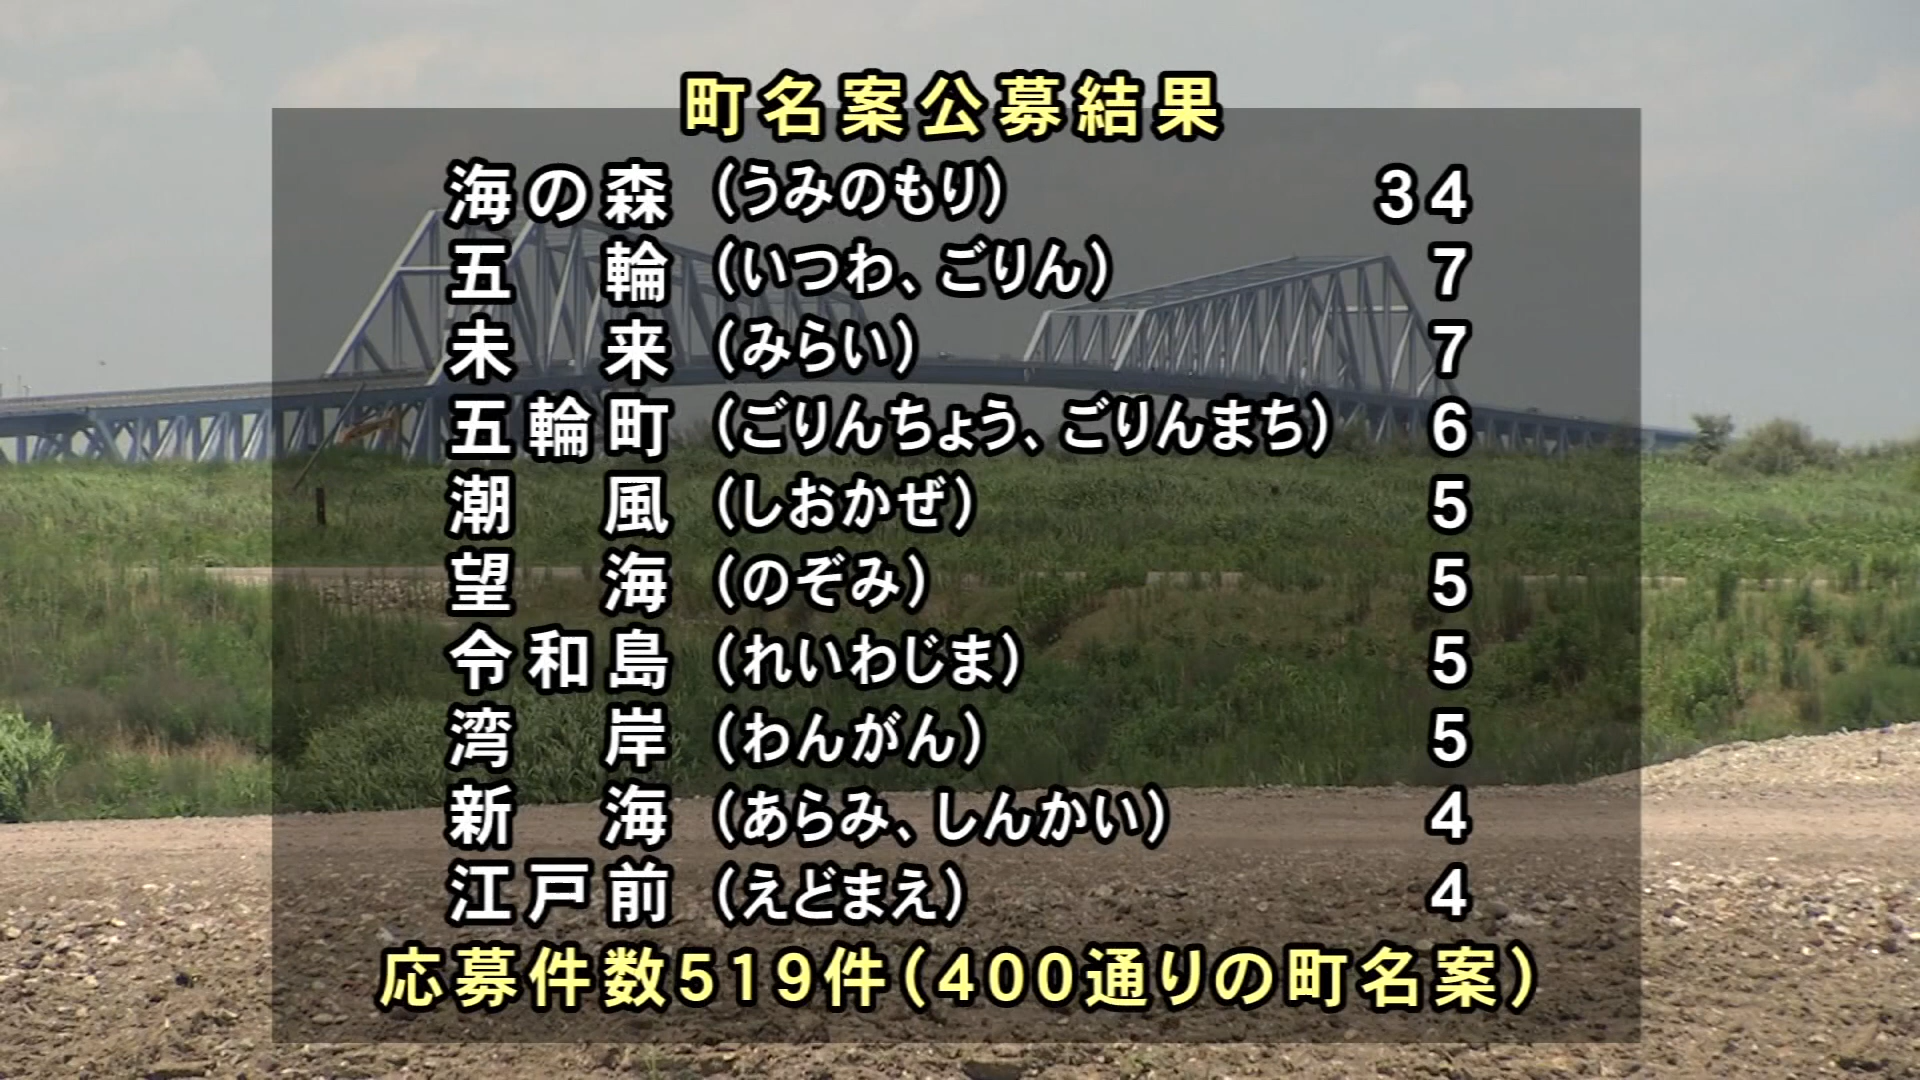 町名案公募結果
海の森（うみのもり） 34
五輪（いつわ、ごりん） 7
未来（みらい） 7
五輪町（ごりんちょう、ごりんまち） 6
潮風（しおかぜ） 5
望海（のぞみ） 5
令和島（れいわじま） 5
湾岸（わんがん） 5
新海（あらみ、しんかい） 4
江戸前（えどまえ） 4
応募件数519件（400通りの町名案）